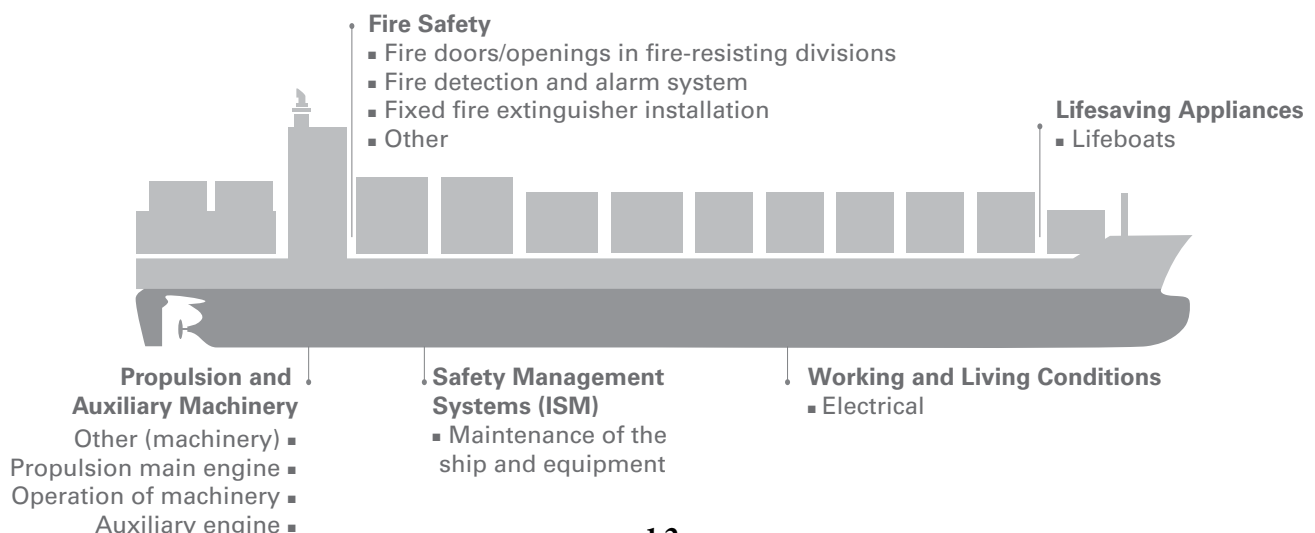 Fire Safety
▪ Fire doors/openings in fire-resisting divisions
▪ Fire detection and alarm system
▪ Fixed fire extinguisher installation
▪ Other
Lifesaving Appliances
▪ Lifeboats
Propulsion and
Auxiliary Machinery
Other (machinery) ▪
Propulsion main engine ▪
Operation of machinery ▪
Auxiliary engine ▪
Safety Management
Systems (ISM)
▪ Maintenance of the
ship and equipment
Working and Living Conditions
▪ Electrical